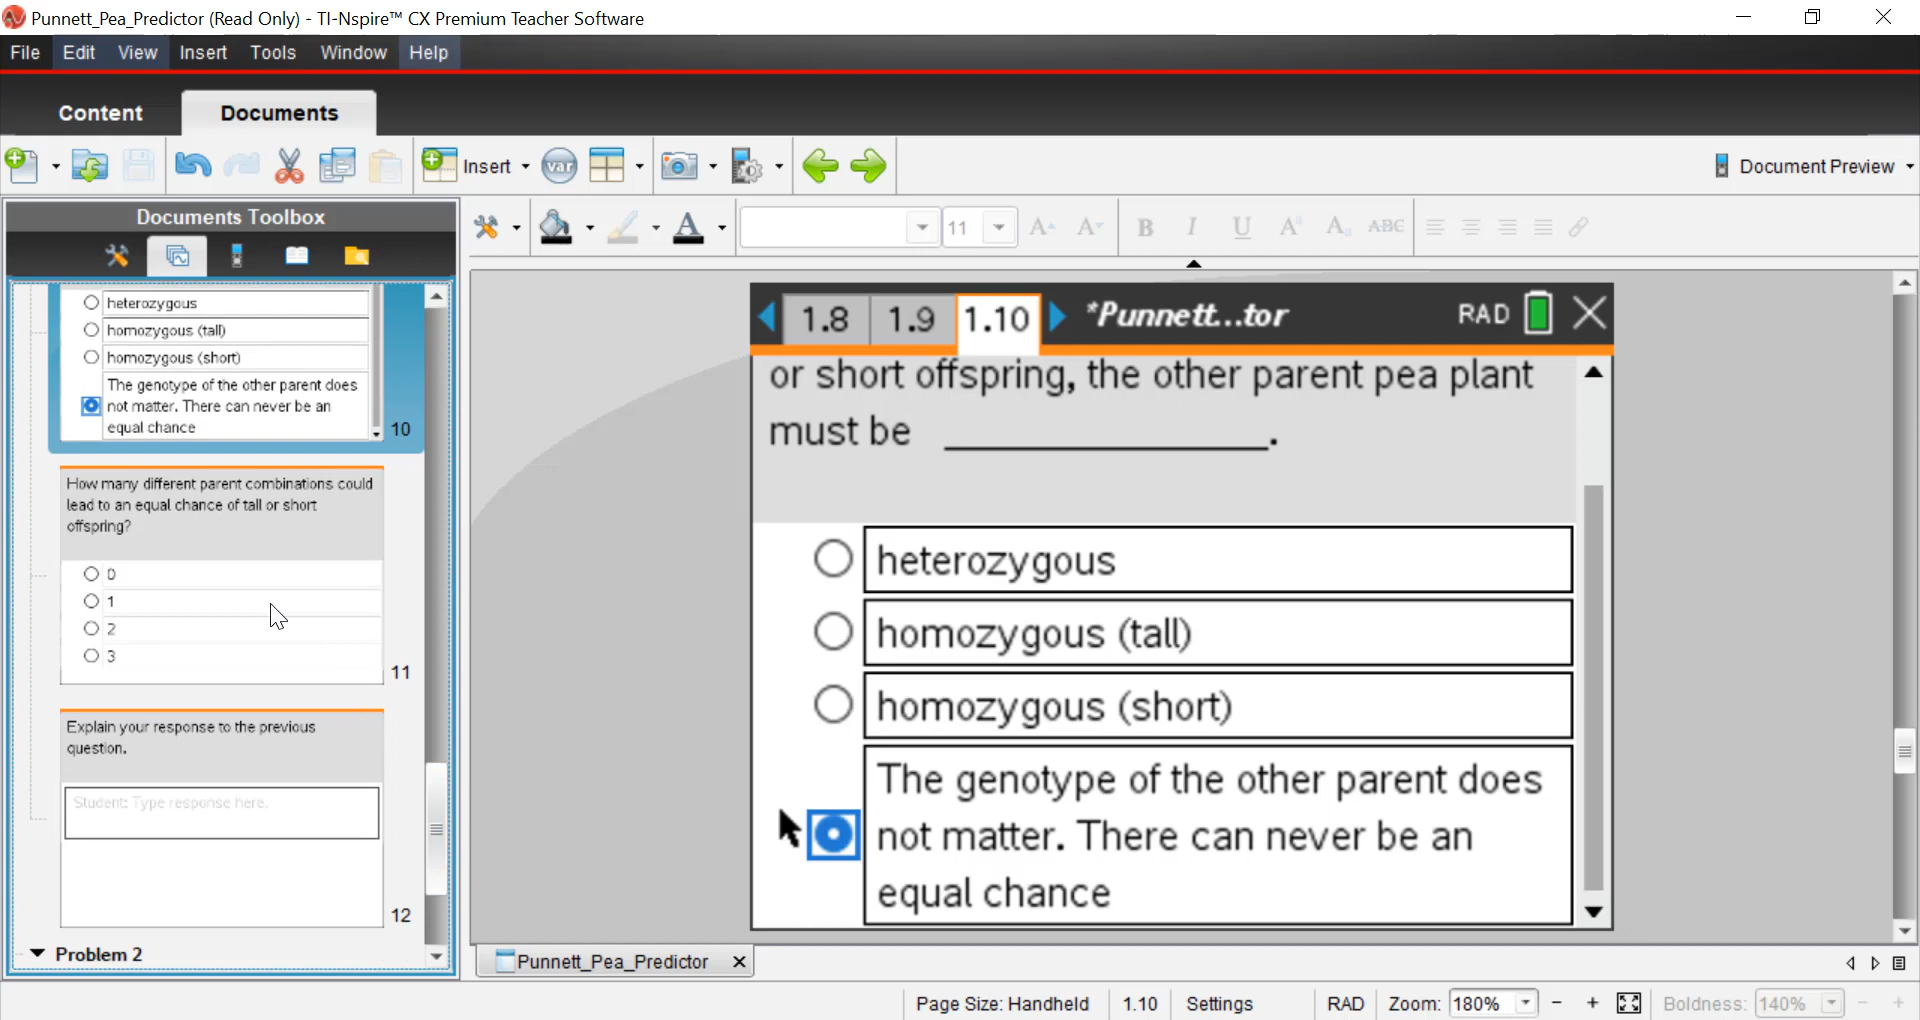 Punnett_Pea_Predictor (Read Only) - TI-Nspire™ CX Premium Teacher Software
File Edit View Insert Tools Window Help
Content Documents
Insert var Document Preview
Documents Toolbox
11 A A B I U A A ABC
heterozygous
homozygous (tall)
homozygous (short)
The genotype of the other parent does
not matter. There can never be an
equal chance
10
How many different parent combinations could
lead to an equal chance of tall or short
offspring?
0
1
2
3
11
Explain your response to the previous
question.
Student: Type response here.
12
Problem 2
1.8 1.9 1.10 *Punnett...tor RAD
or short offspring, the other parent pea plant
must be ________________.
heterozygous
homozygous (tall)
homozygous (short)
The genotype of the other parent does
not matter. There can never be an
equal chance
Punnett_Pea_Predictor
Page Size: Handheld 1.10 Settings RAD Zoom: 180% - + Boldness: 140% - +